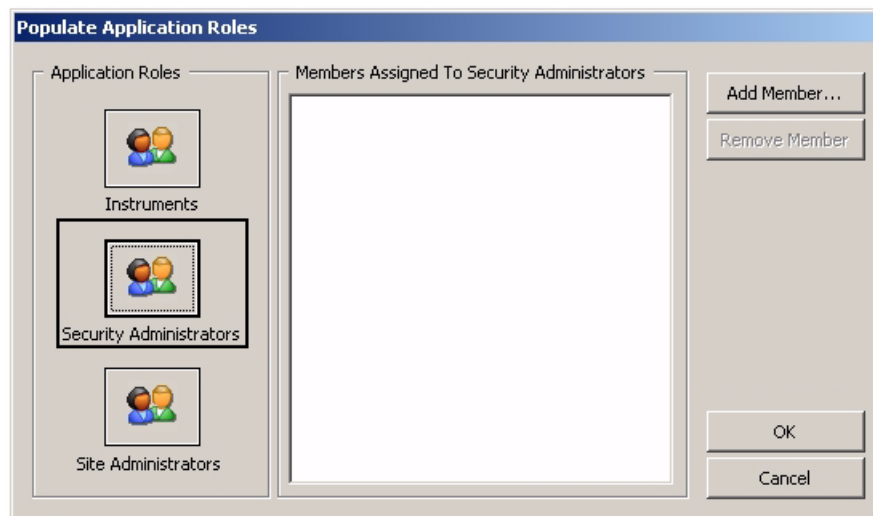 Populate Application Roles
Application Roles
Instruments
Security Administrators
Site Administrators
Members Assigned To Security Administrators
Add Member...
Remove Member
OK
Cancel